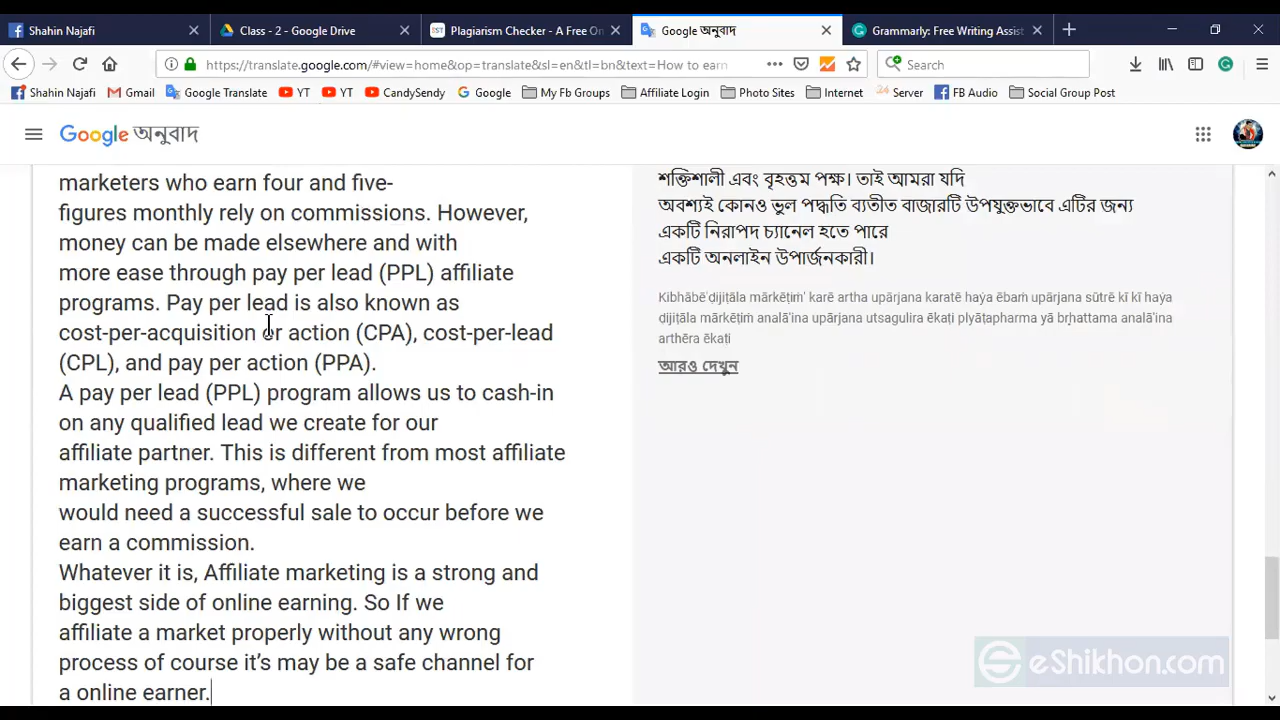 Shahin Najafi
Class - 2 - Google Drive
Plagiarism Checker - A Free On
Google অনুবাদ
Grammarly: Free Writing Assist
https://translate.google.com/#view=home&op=translate&sl=en&tl=bn&text=How to earn
Search
Shahin Najafi
Gmail
Google Translate
YT
YT
CandySendy
Google
My Fb Groups
Affiliate Login
Photo Sites
Internet
Server
FB Audio
Social Group Post
Google অনুবাদ
marketers who earn four and five-
figures monthly rely on commissions. However,
money can be made elsewhere and with
more ease through pay per lead (PPL) affiliate
programs. Pay per lead is also known as
cost-per-acquisition or action (CPA), cost-per-lead
(CPL), and pay per action (PPA).
A pay per lead (PPL) program allows us to cash-in
on any qualified lead we create for our
affiliate partner. This is different from most affiliate
marketing programs, where we
would need a successful sale to occur before we
earn a commission.
Whatever it is, Affiliate marketing is a strong and
biggest side of online earning. So If we
affiliate a market properly without any wrong
process of course it's may be a safe channel for
a online earner.
শক্তিশালী এবং বৃহত্তম পক্ষ। তাই আমরা যদি
অবশ্যই কোনও ভুল পদ্ধতি ব্যতীত বাজারটি উপযুক্তভাবে এটির জন্য
একটি নিরাপদ চ্যানেল হতে পারে
একটি অনলাইন উপার্জনকারী।
Kibhābē ḍijiṭāla mārkēṭiṁ karē artha upārjana karatē haẏa ēbaṁ upārjana sūtrē kī kī haẏa
ḍijiṭāla mārkēṭiṁ analā'ina upārjana utsagulira ēkaṭi plyāṭapharma yā br̥hattama analā'ina
arthēra ēkaṭi
আরও দেখুন
eShikhon.com